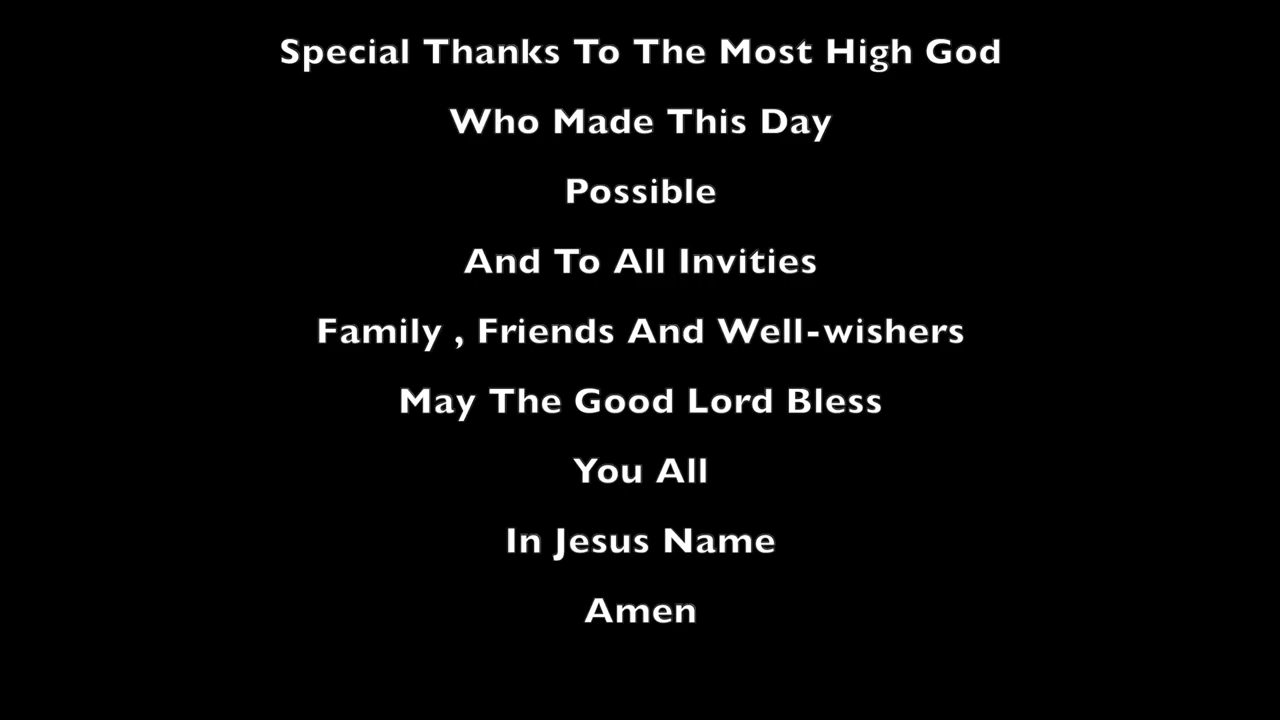 Special Thanks To The Most High God
Who Made This Day
Possible
And To All Invities
Family , Friends And Well-wishers
May The Good Lord Bless
You All
In Jesus Name
Amen